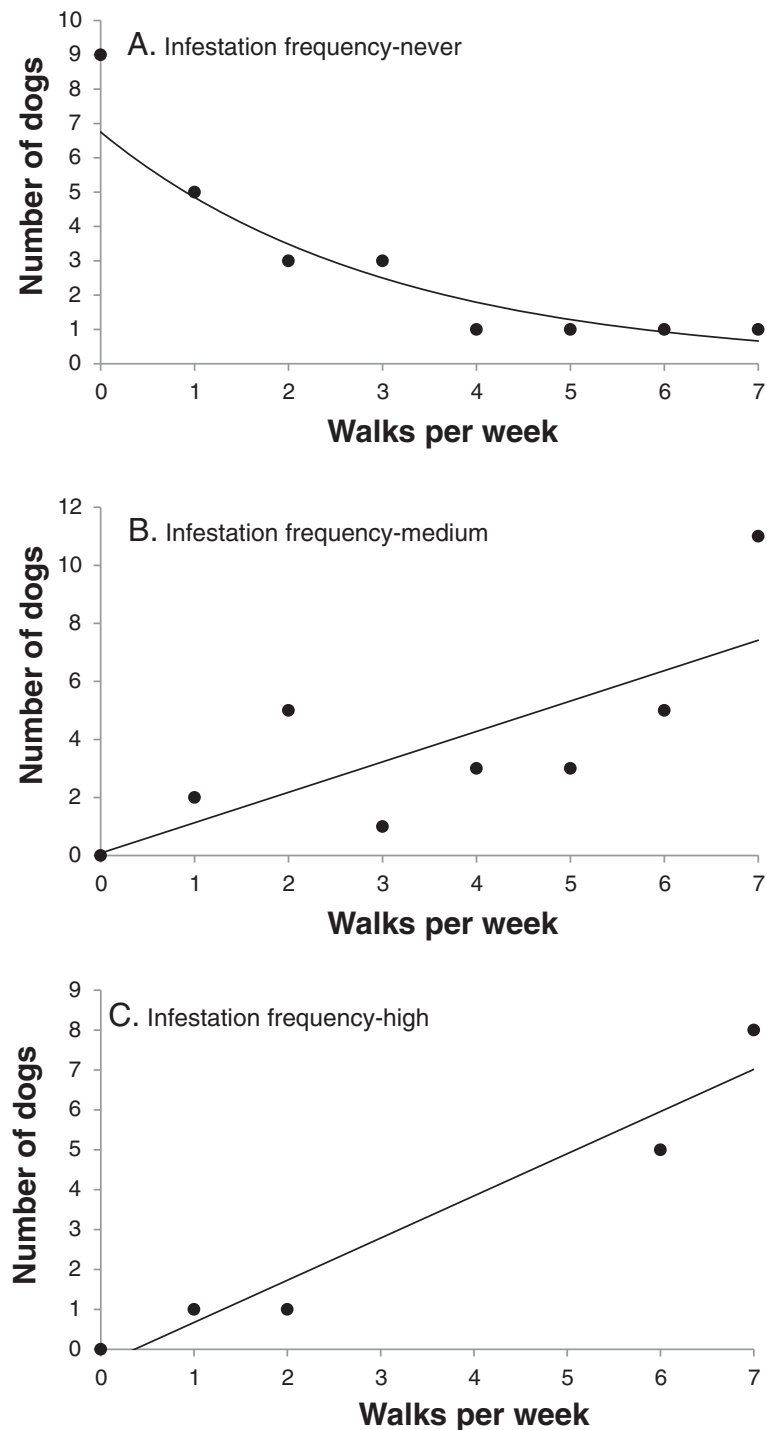 A. Infestation frequency-never
Number of dogs
10
9
8
7
6
5
4
3
2
1
0
0 1 2 3 4 5 6 7
Walks per week
B. Infestation frequency-medium
Number of dogs
12
10
8
6
4
2
0
0 1 2 3 4 5 6 7
Walks per week
C. Infestation frequency-high
Number of dogs
9
8
7
6
5
4
3
2
1
0
0 1 2 3 4 5 6 7
Walks per week